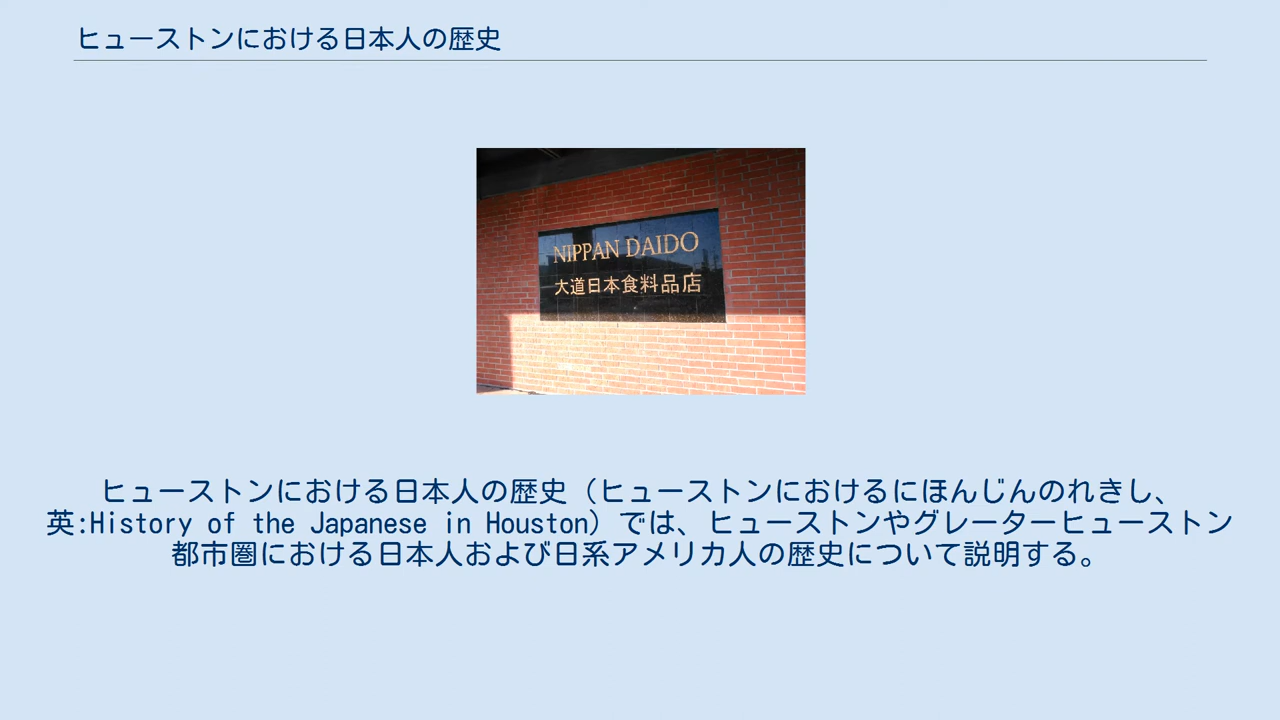 ヒューストンにおける日本人の歴史
NIPPAN DAIDO
大道日本食料品店
ヒューストンにおける日本人の歴史（ヒューストンにおけるにほんじんのれきし、
英:History of the Japanese in Houston）では、ヒューストンやグレーターヒューストン
都市圏における日本人および日系アメリカ人の歴史について説明する。